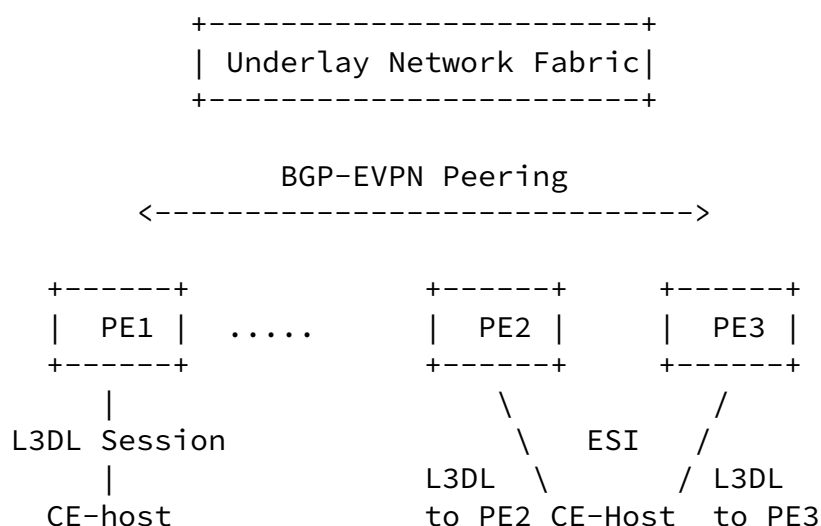 +------------------------+
| Underlay Network Fabric|
+------------------------+
BGP-EVPN Peering
<------------------------------>
+------+ +------+ +------+
| PE1 | ..... | PE2 | | PE3 |
+------+ +------+ +------+
| \ /
L3DL Session \ ESI /
| L3DL \ / L3DL
CE-host to PE2 CE-Host to PE3